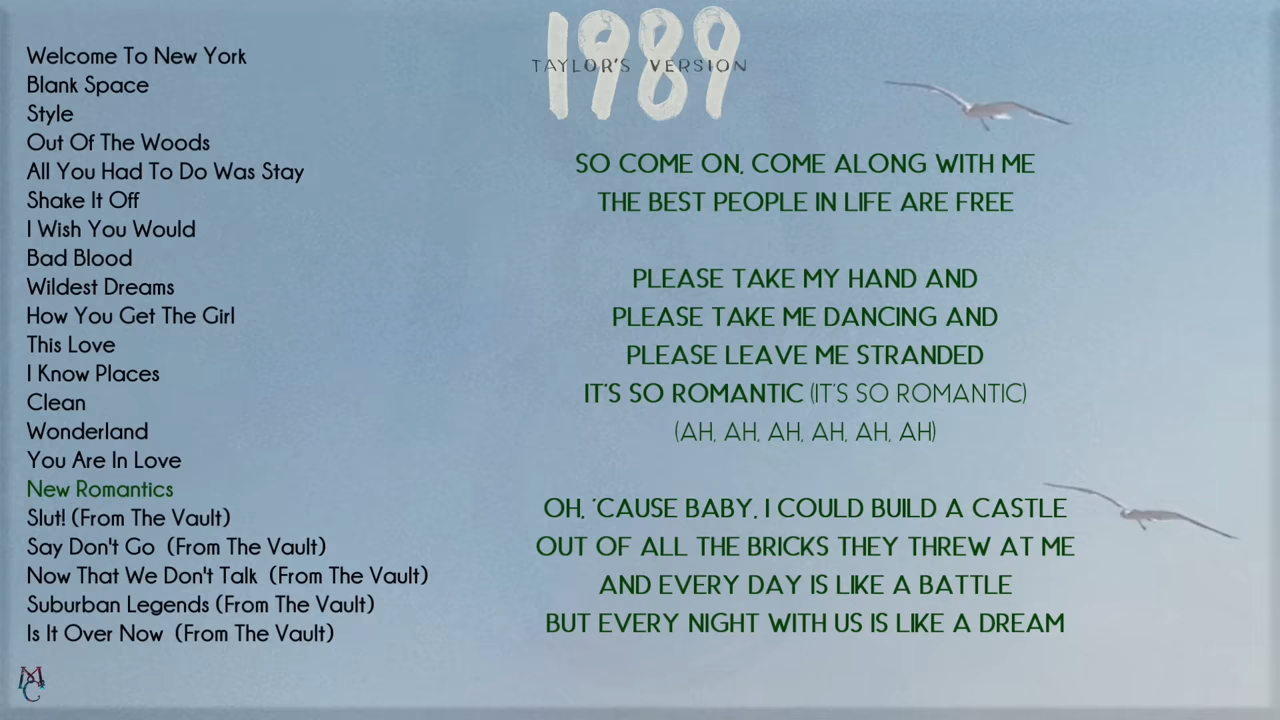 1989
TAYLOR'S VERSION
Welcome To New York
Blank Space
Style
Out Of The Woods
All You Had To Do Was Stay
Shake It Off
I Wish You Would
Bad Blood
Wildest Dreams
How You Get The Girl
This Love
I Know Places
Clean
Wonderland
You Are In Love
New Romantics
Slut! (From The Vault)
Say Don't Go (From The Vault)
Now That We Don't Talk (From The Vault)
Suburban Legends (From The Vault)
Is It Over Now (From The Vault)
SO COME ON, COME ALONG WITH ME
THE BEST PEOPLE IN LIFE ARE FREE
PLEASE TAKE MY HAND AND
PLEASE TAKE ME DANCING AND
PLEASE LEAVE ME STRANDED
IT'S SO ROMANTIC (IT'S SO ROMANTIC)
(AH, AH, AH, AH, AH, AH)
OH, 'CAUSE BABY, I COULD BUILD A CASTLE
OUT OF ALL THE BRICKS THEY THREW AT ME
AND EVERY DAY IS LIKE A BATTLE
BUT EVERY NIGHT WITH US IS LIKE A DREAM
MC